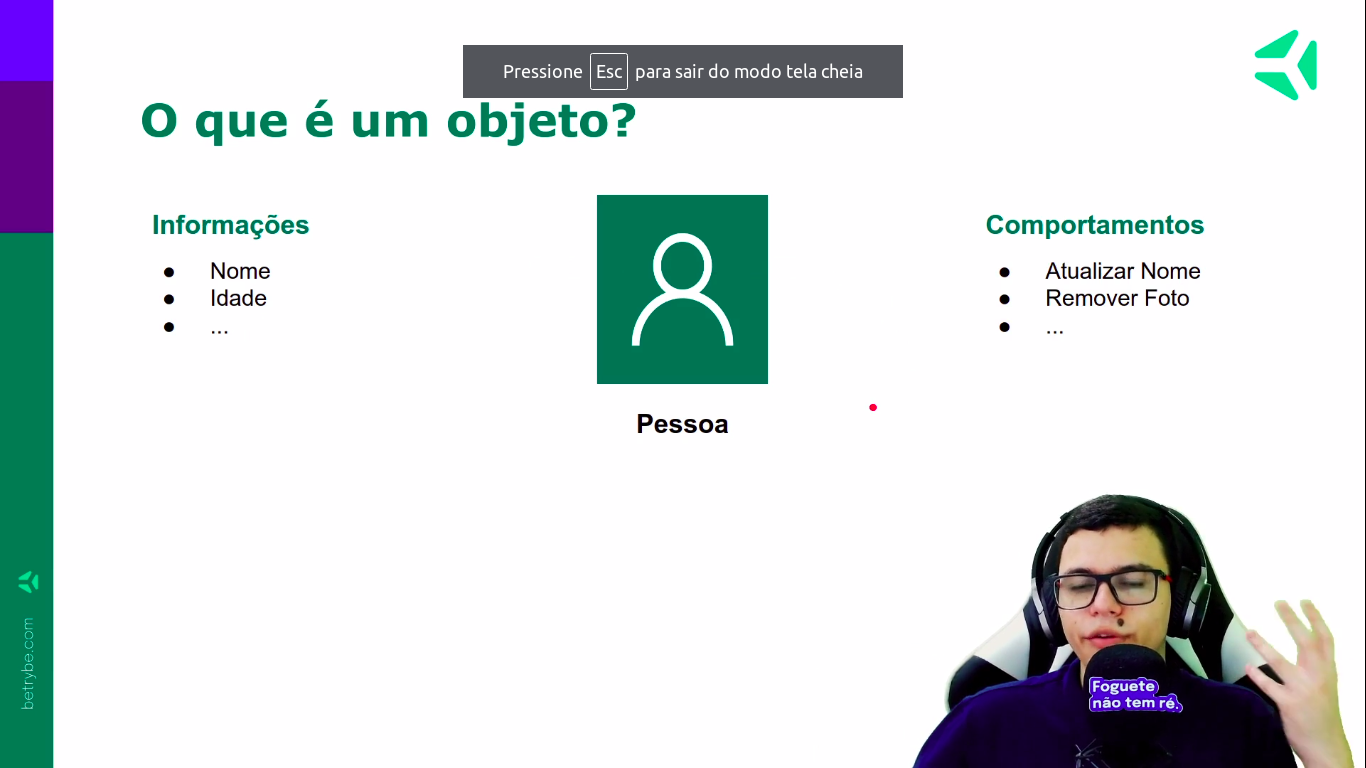 Pressione Esc para sair do modo tela cheia
O que é um objeto?
Informações
● Nome
● Idade
● ...
Pessoa
Comportamentos
● Atualizar Nome
● Remover Foto
● ...
betrybe.com
Foguete
não tem ré.